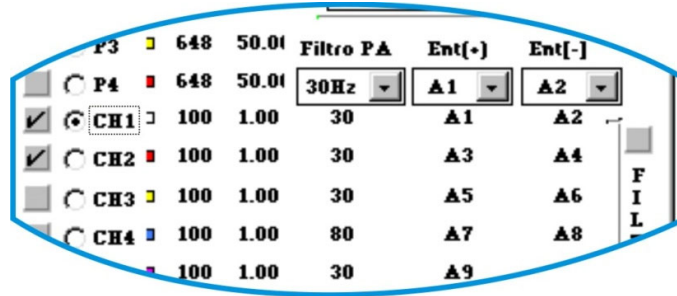 P3 648 50.0 Filtro PA Ent(+) Ent[-]
P4 648 50.0 30Hz A1 A2
CH1 100 1.00 30 A1 A2
CH2 100 1.00 30 A3 A4
CH3 100 1.00 30 A5 A6
CH4 100 1.00 80 A7 A8
100 1.00 30 A9
F
I
L